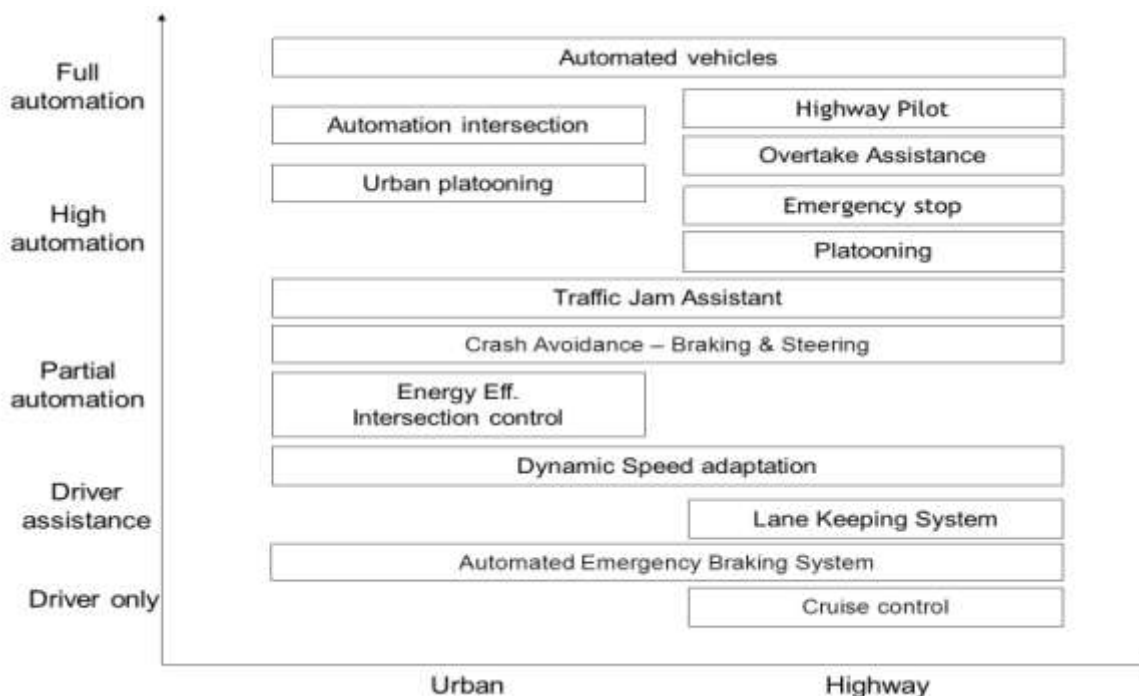 Full
automation
High
automation
Partial
automation
Driver
assistance
Driver only
Automated vehicles
Automation intersection
Highway Pilot
Overtake Assistance
Urban platooning
Emergency stop
Platooning
Traffic Jam Assistant
Crash Avoidance – Braking & Steering
Energy Eff.
Intersection control
Dynamic Speed adaptation
Lane Keeping System
Automated Emergency Braking System
Cruise control
Urban
Highway